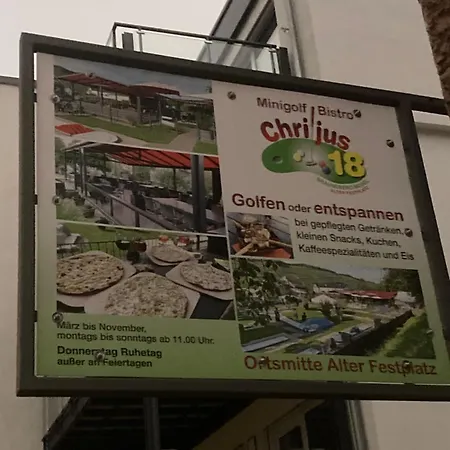 Minigolf Bistro
Chriljus
18
Golfen oder entspannen
bei gepflegten Getränken,
kleinen Snacks, Kuchen,
Kaffeespezialitäten und Eis
März bis November,
montags bis sonntags ab 11.00 Uhr.
Donnerstag Ruhetag
außer an Feiertagen
Ortsmitte Alter Festplatz